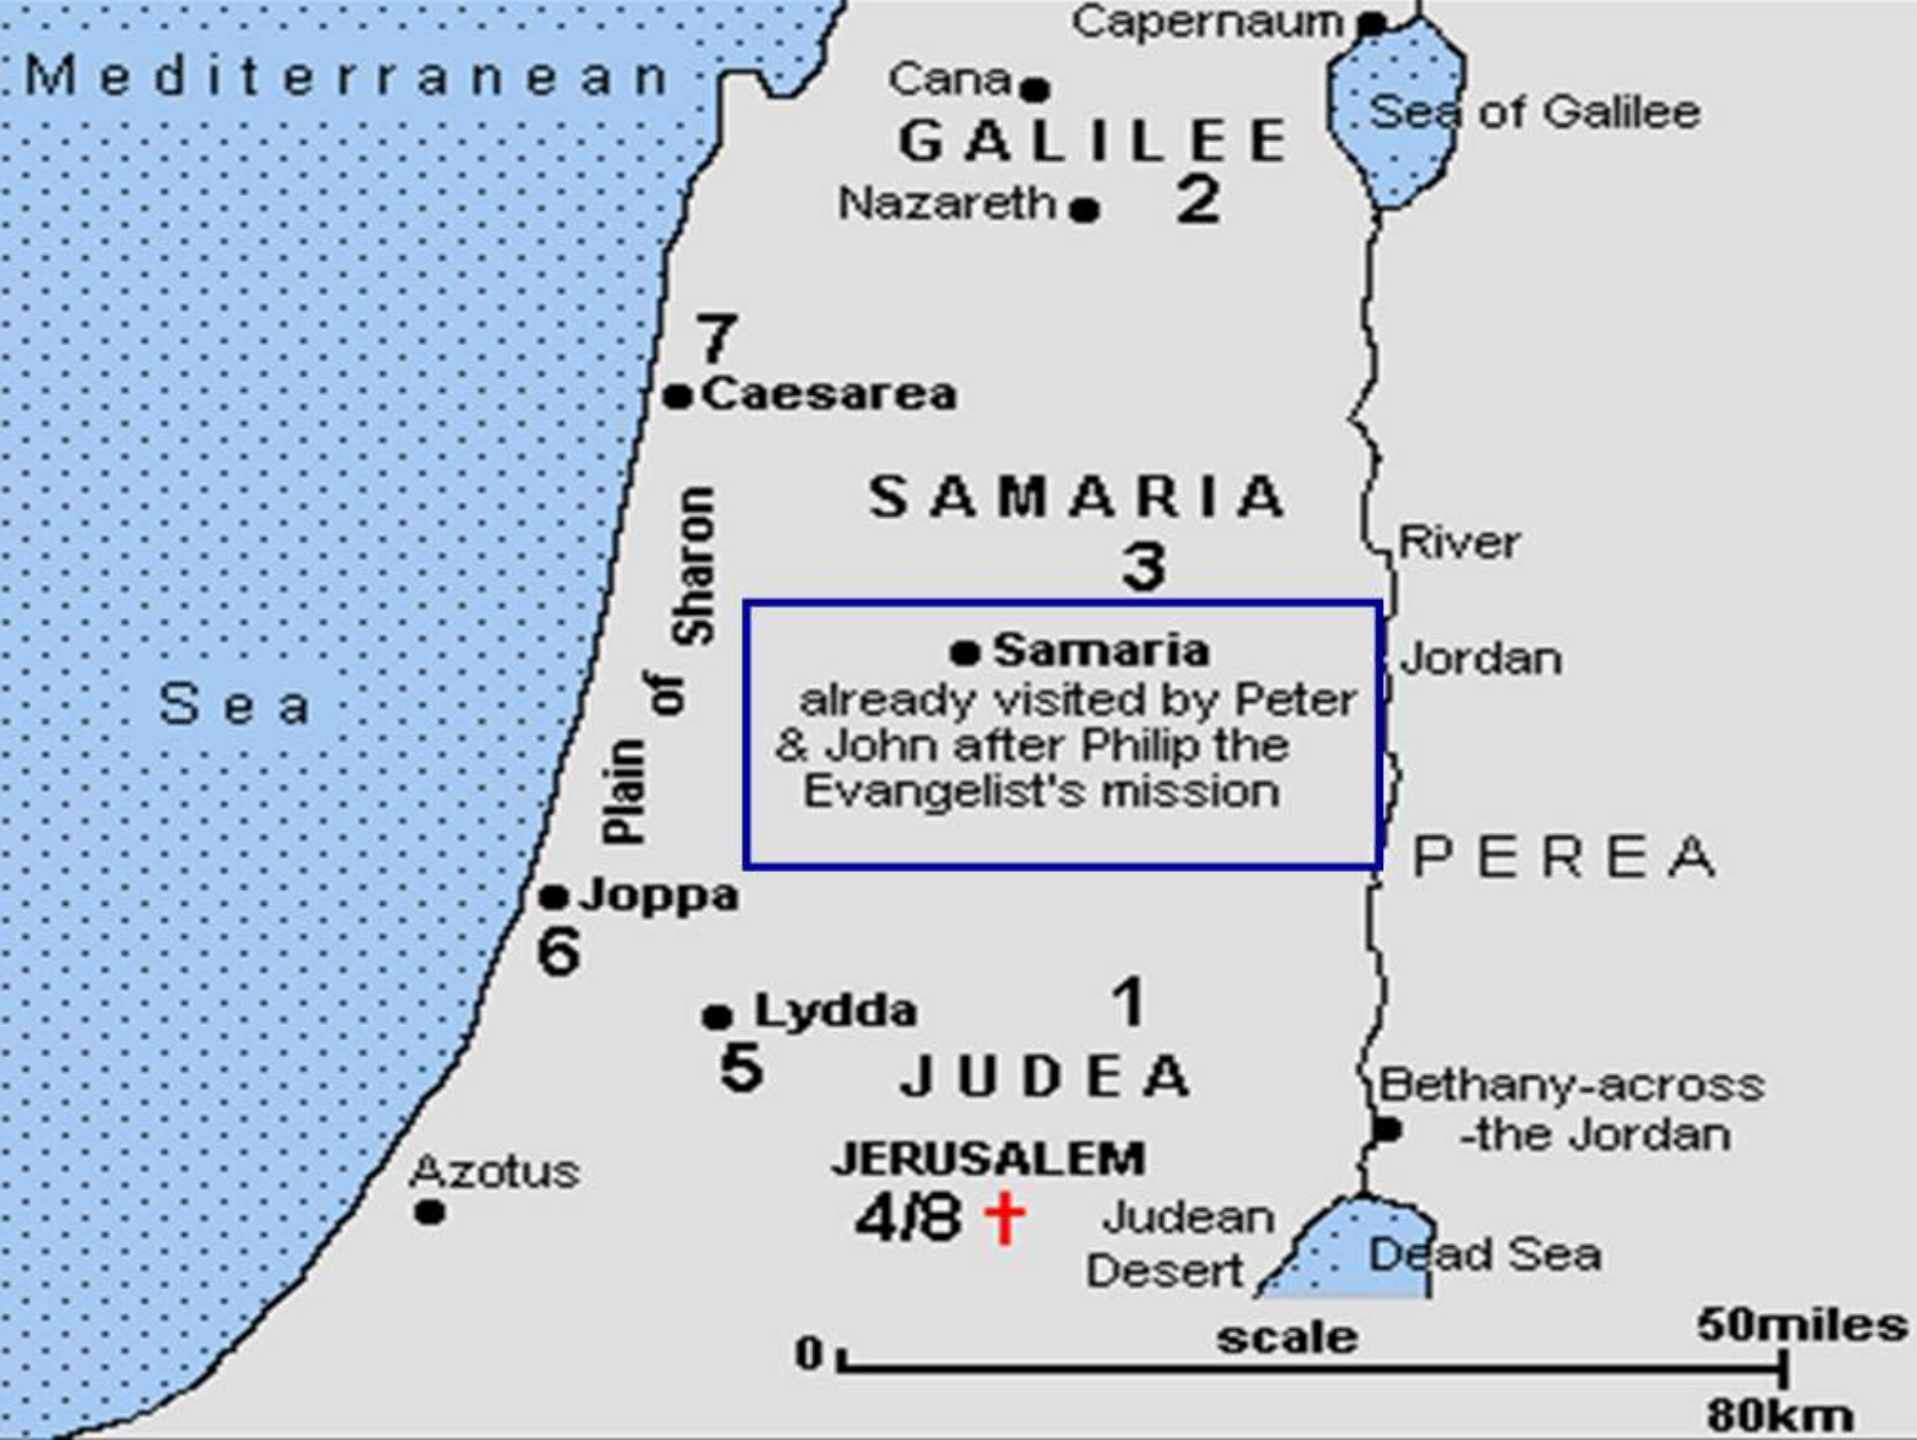 Capernaum
Mediterranean
Cana
Sea of Galilee
GALILEE
Nazareth
2
7
Caesarea
SAMARIA
Plain of Sharon
River
3
Samaria
Jordan
already visited by Peter
& John after Philip the
Evangelist's mission
Sea
PEREA
Joppa
6
1
Lydda
5
JUDEA
Bethany-across
-the Jordan
JERUSALEM
Azotus
4/8
Judean
Desert
Dead Sea
scale
50miles
0
80km